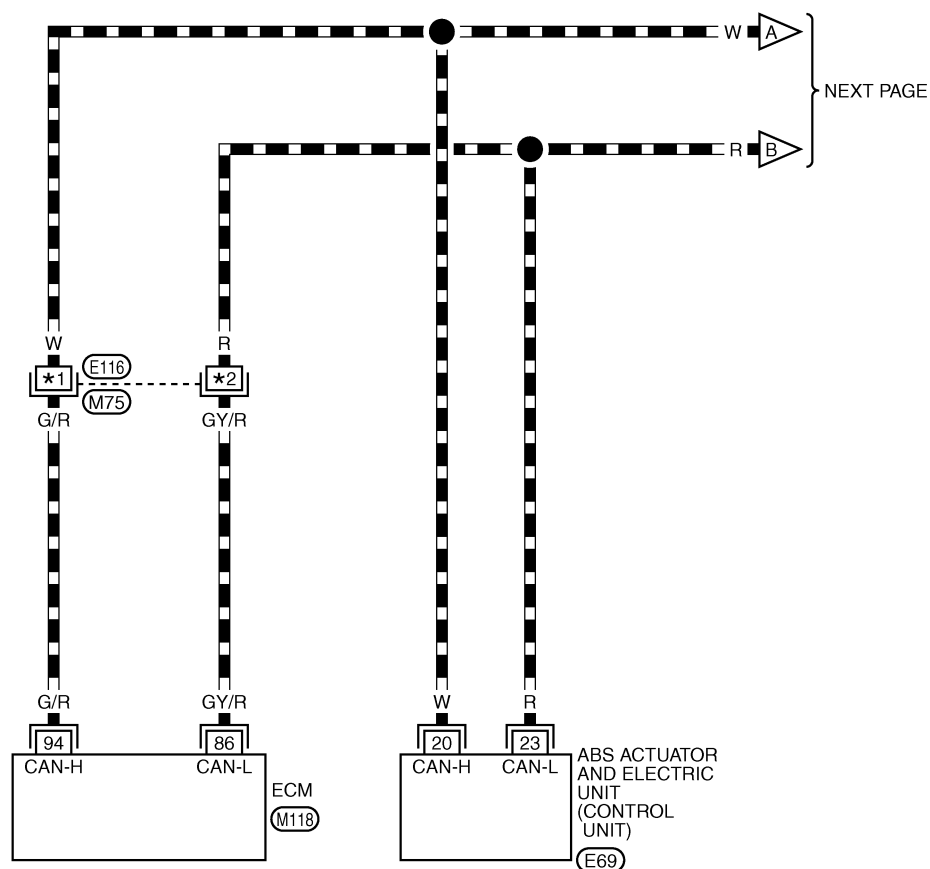 W A
NEXT PAGE
R B
W R
*1 E116 *2
M75
G/R GY/R
G/R GY/R W R
94 86 20 23
CAN-H CAN-L CAN-H CAN-L
ECM
M118
ABS ACTUATOR
AND ELECTRIC
UNIT
(CONTROL
UNIT)
E69